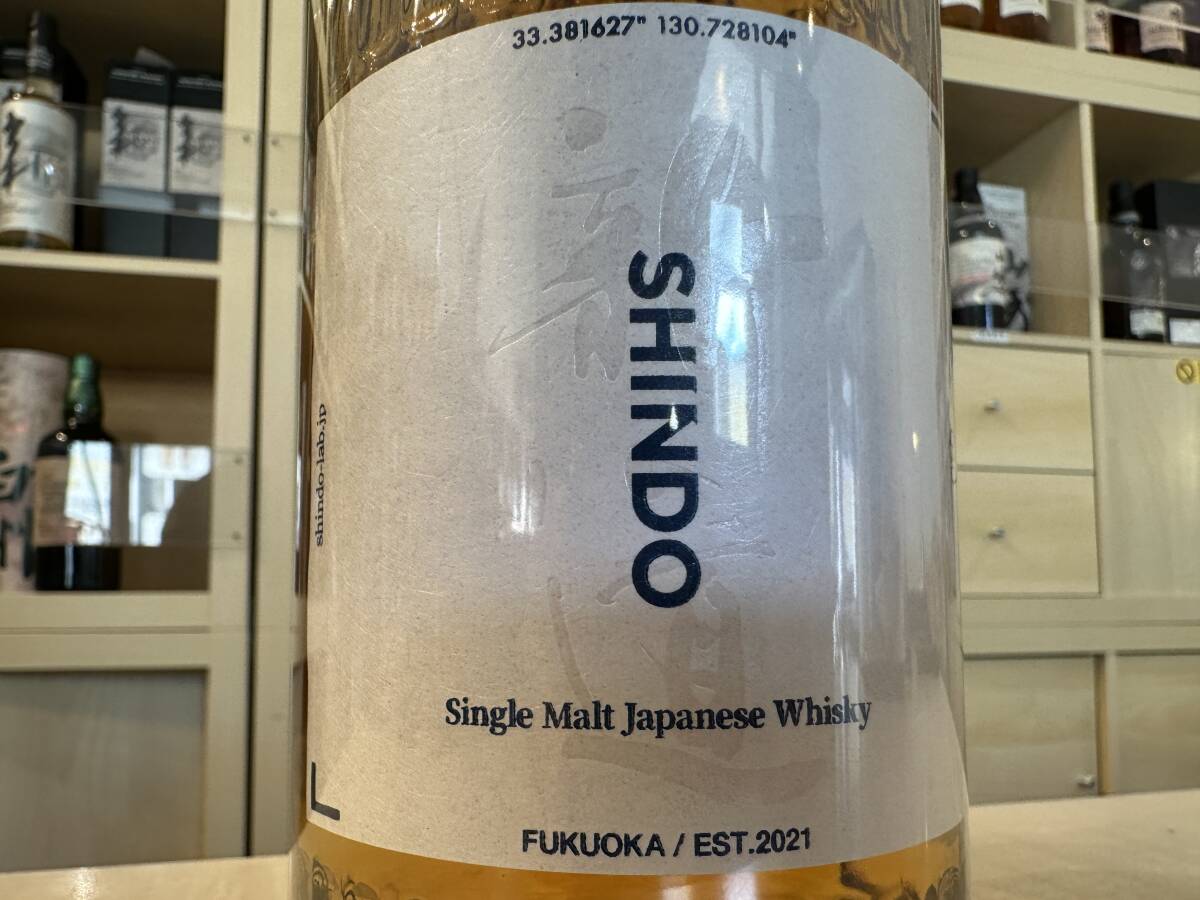 33.381627" 130.728104"
SHINDO
shindo-lab.jp
Single Malt Japanese Whisky
L
FUKUOKA / EST.2021